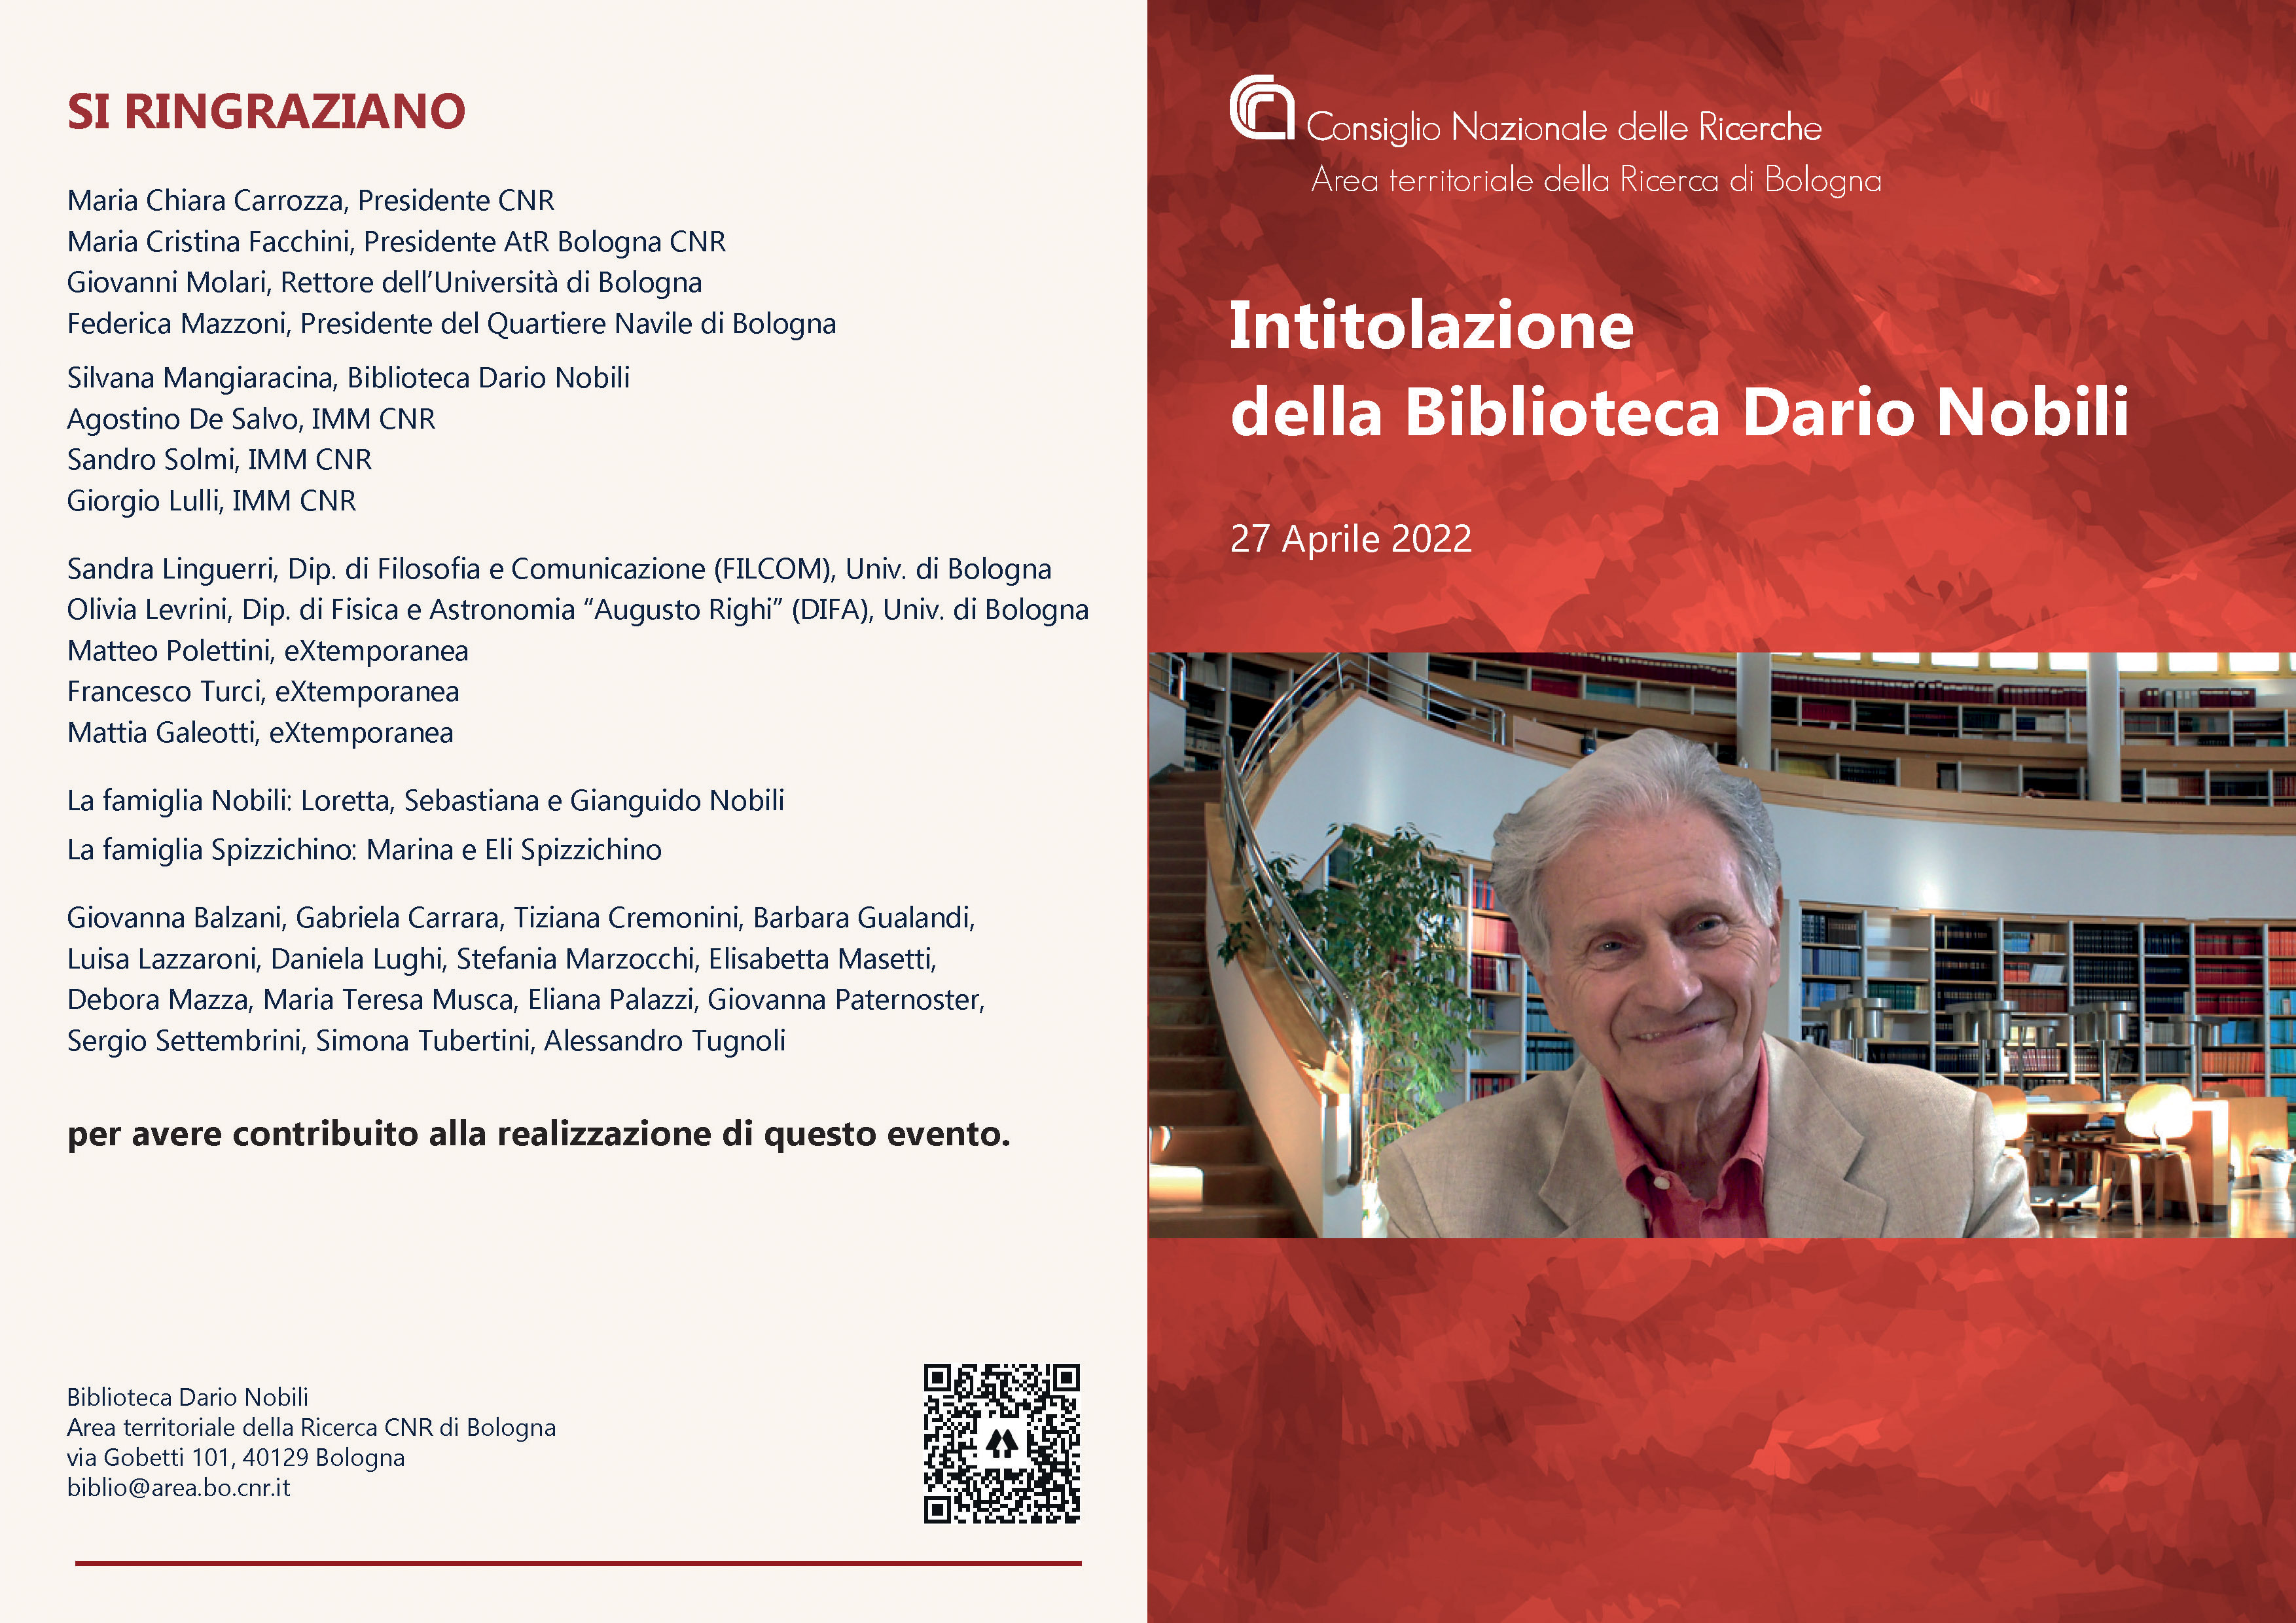 SI RINGRAZIANO
Maria Chiara Carrozza, Presidente CNR
Maria Cristina Facchini, Presidente AtR Bologna CNR
Giovanni Molari, Rettore dell’Università di Bologna
Federica Mazzoni, Presidente del Quartiere Navile di Bologna
Silvana Mangiaracina, Biblioteca Dario Nobili
Agostino De Salvo, IMM CNR
Sandro Solmi, IMM CNR
Giorgio Lulli, IMM CNR
Sandra Linguerri, Dip. di Filosofia e Comunicazione (FILCOM), Univ. di Bologna
Olivia Levrini, Dip. di Fisica e Astronomia “Augusto Righi” (DIFA), Univ. di Bologna
Matteo Polettini, eXtemporanea
Francesco Turci, eXtemporanea
Mattia Galeotti, eXtemporanea
La famiglia Nobili: Loretta, Sebastiana e Gianguido Nobili
La famiglia Spizzichino: Marina e Eli Spizzichino
Giovanna Balzani, Gabriela Carrara, Tiziana Cremonini, Barbara Gualandi,
Luisa Lazzaroni, Daniela Lughi, Stefania Marzocchi, Elisabetta Masetti,
Debora Mazza, Maria Teresa Musca, Eliana Palazzi, Giovanna Paternoster,
Sergio Settembrini, Simona Tubertini, Alessandro Tugnoli
per avere contribuito alla realizzazione di questo evento.
Biblioteca Dario Nobili
Area territoriale della Ricerca CNR di Bologna
via Gobetti 101, 40129 Bologna
biblio@area.bo.cnr.it
Consiglio Nazionale delle Ricerche
Area territoriale della Ricerca di Bologna
Intitolazione
della Biblioteca Dario Nobili
27 Aprile 2022